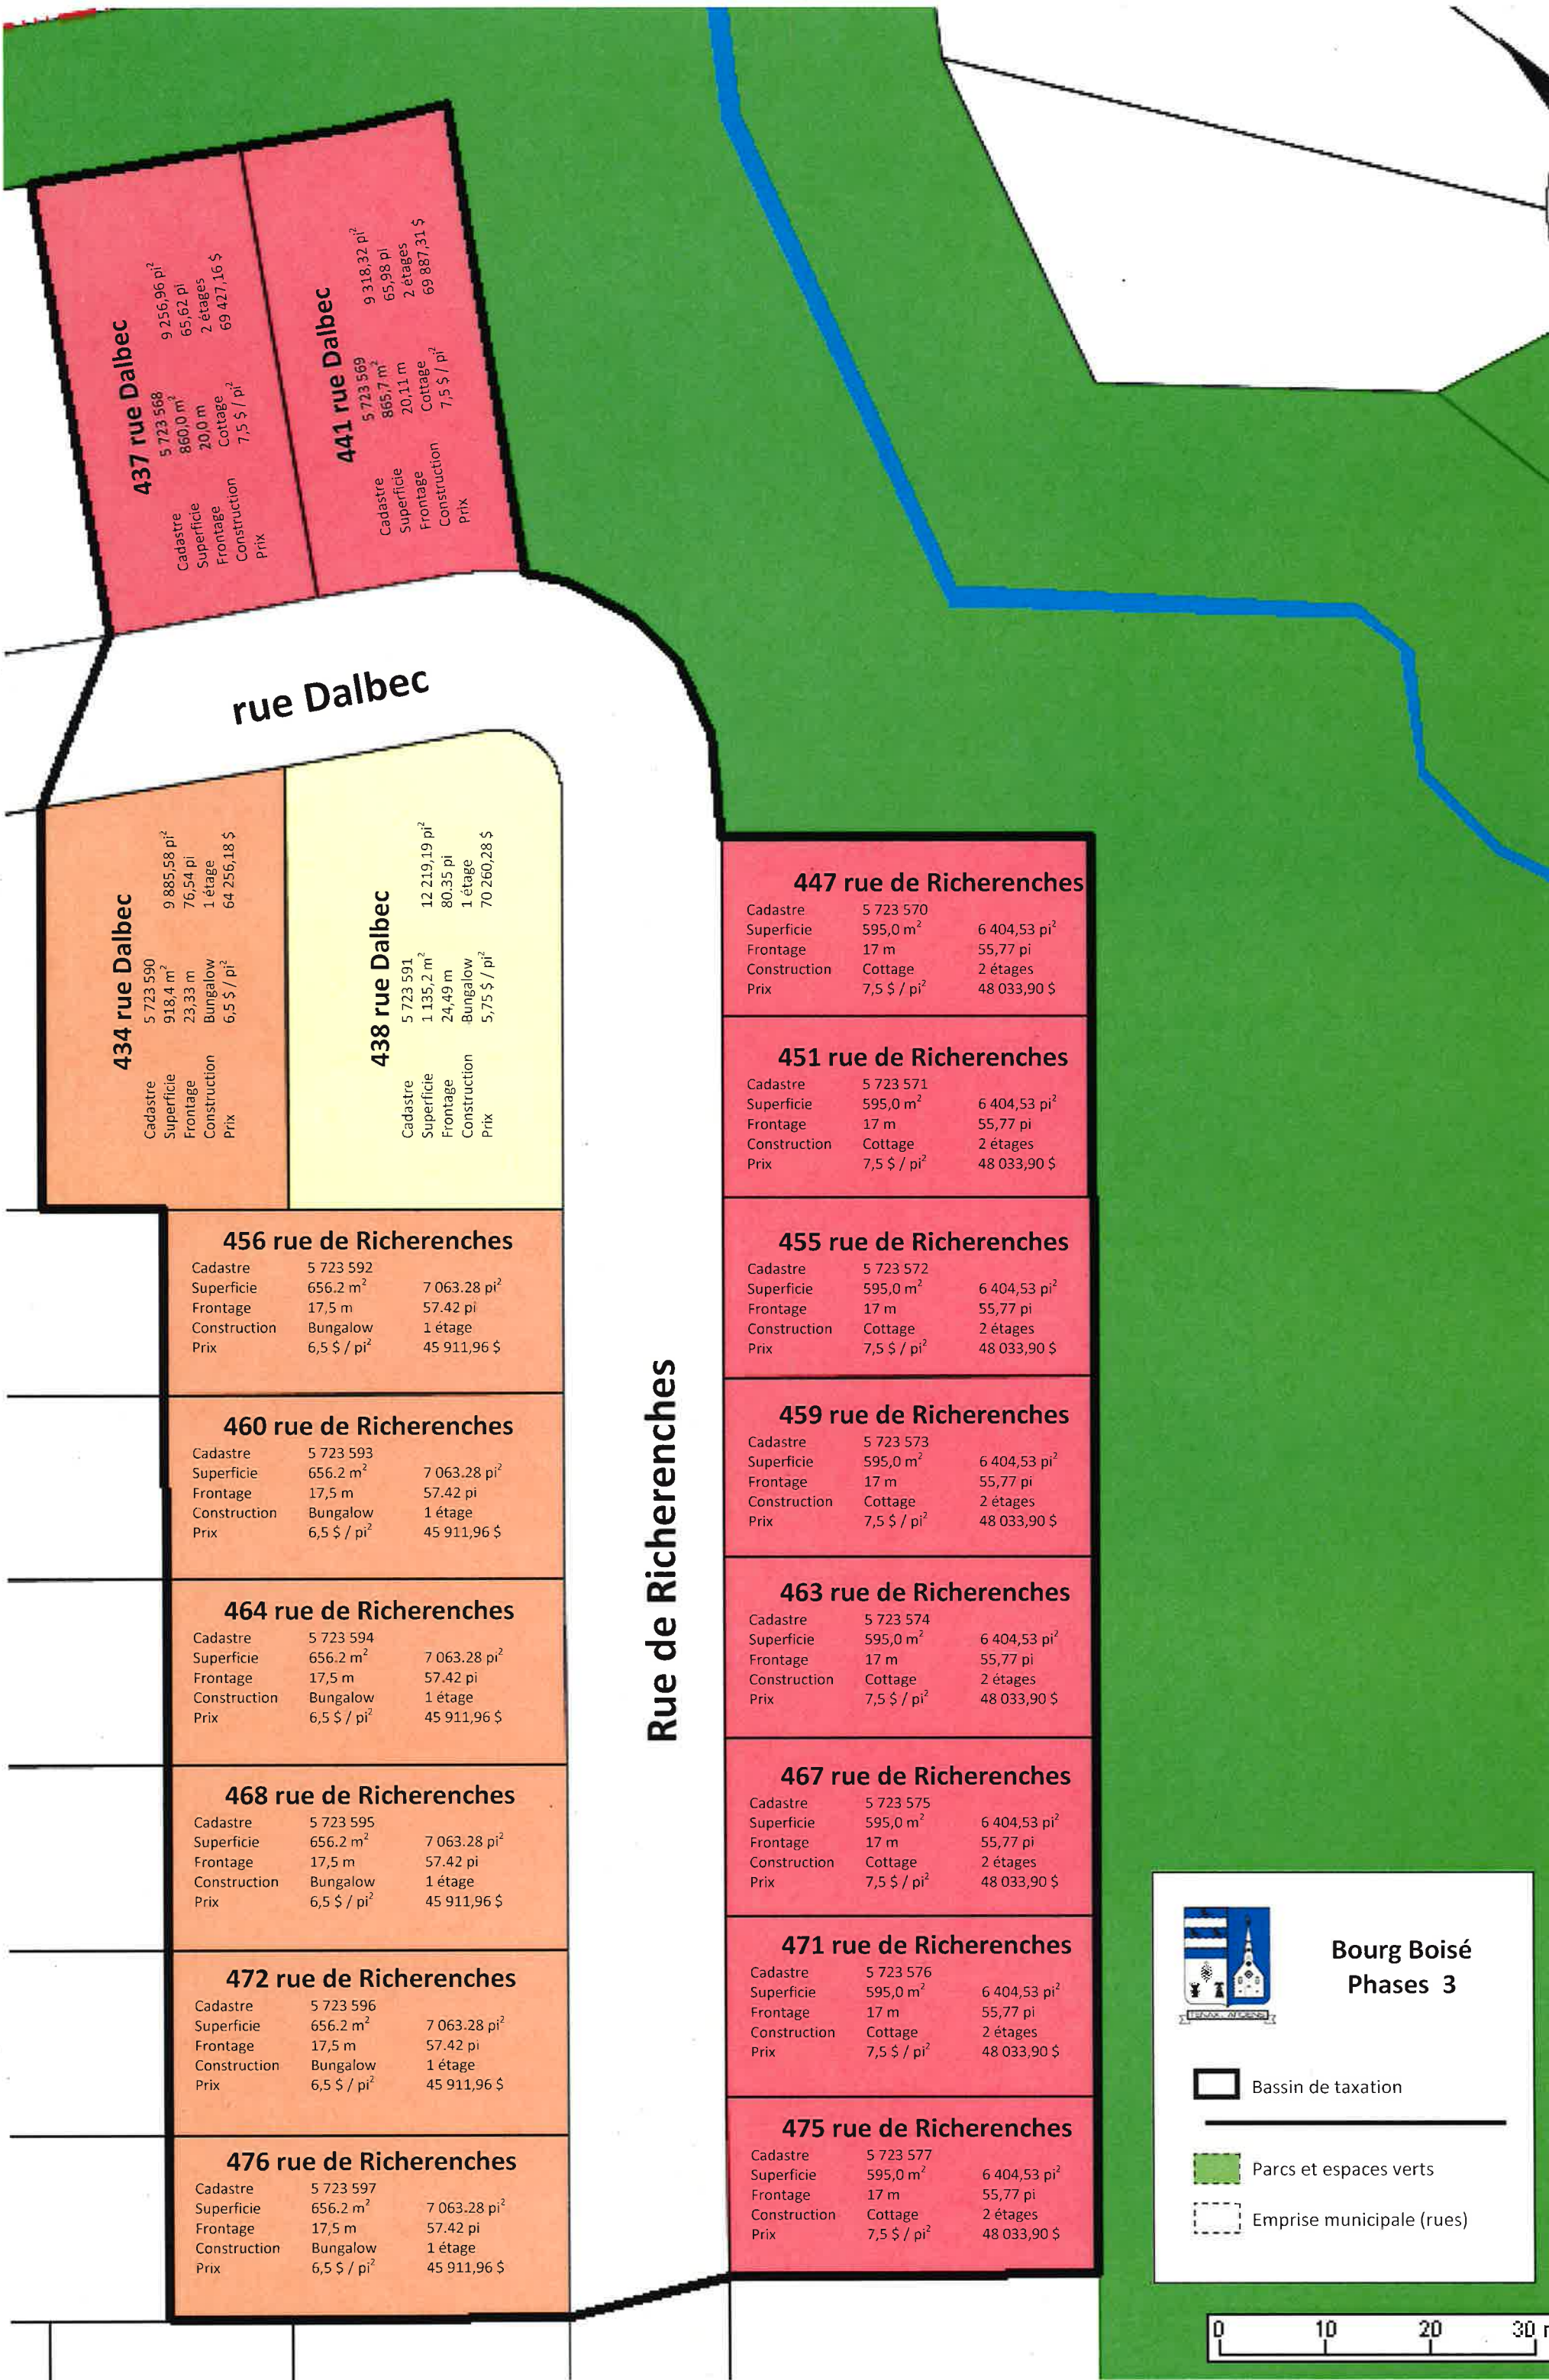 437 rue Dalbec
Cadastre 5 723 568
Superficie 860,0 m² 9 256,96 pi²
Frontage 20,0 m 65,62 pi
Construction Cottage 2 étages
Prix 7,5 $ / pi² 69 427,16 $
441 rue Dalbec
Cadastre 5 723 569
Superficie 865,7 m² 9 318,32 pi²
Frontage 20,11 m 65,98 pi
Construction Cottage 2 étages
Prix 7,5 $ / pi² 69 887,31 $
rue Dalbec
434 rue Dalbec
Cadastre 5 723 590
Superficie 918,4 m² 9 885,58 pi²
Frontage 23,33 m 76,54 pi
Construction Bungalow 1 étage
Prix 6,5 $ / pi² 64 256,18 $
438 rue Dalbec
Cadastre 5 723 591
Superficie 1 135,2 m² 12 219,19 pi²
Frontage 24,49 m 80.35 pi
Construction Bungalow 1 étage
Prix 5,75 $ / pi² 70 260,28 $
456 rue de Richerenches
Cadastre 5 723 592
Superficie 656.2 m² 7 063.28 pi²
Frontage 17,5 m 57.42 pi
Construction Bungalow 1 étage
Prix 6,5 $ / pi² 45 911,96 $
460 rue de Richerenches
Cadastre 5 723 593
Superficie 656.2 m² 7 063.28 pi²
Frontage 17,5 m 57.42 pi
Construction Bungalow 1 étage
Prix 6,5 $ / pi² 45 911,96 $
464 rue de Richerenches
Cadastre 5 723 594
Superficie 656.2 m² 7 063.28 pi²
Frontage 17,5 m 57.42 pi
Construction Bungalow 1 étage
Prix 6,5 $ / pi² 45 911,96 $
468 rue de Richerenches
Cadastre 5 723 595
Superficie 656.2 m² 7 063.28 pi²
Frontage 17,5 m 57.42 pi
Construction Bungalow 1 étage
Prix 6,5 $ / pi² 45 911,96 $
472 rue de Richerenches
Cadastre 5 723 596
Superficie 656.2 m² 7 063.28 pi²
Frontage 17,5 m 57.42 pi
Construction Bungalow 1 étage
Prix 6,5 $ / pi² 45 911,96 $
476 rue de Richerenches
Cadastre 5 723 597
Superficie 656.2 m² 7 063.28 pi²
Frontage 17,5 m 57.42 pi
Construction Bungalow 1 étage
Prix 6,5 $ / pi² 45 911,96 $
Rue de Richerenches
447 rue de Richerenches
Cadastre 5 723 570
Superficie 595,0 m² 6 404,53 pi²
Frontage 17 m 55,77 pi
Construction Cottage 2 étages
Prix 7,5 $ / pi² 48 033,90 $
451 rue de Richerenches
Cadastre 5 723 571
Superficie 595,0 m² 6 404,53 pi²
Frontage 17 m 55,77 pi
Construction Cottage 2 étages
Prix 7,5 $ / pi² 48 033,90 $
455 rue de Richerenches
Cadastre 5 723 572
Superficie 595,0 m² 6 404,53 pi²
Frontage 17 m 55,77 pi
Construction Cottage 2 étages
Prix 7,5 $ / pi² 48 033,90 $
459 rue de Richerenches
Cadastre 5 723 573
Superficie 595,0 m² 6 404,53 pi²
Frontage 17 m 55,77 pi
Construction Cottage 2 étages
Prix 7,5 $ / pi² 48 033,90 $
463 rue de Richerenches
Cadastre 5 723 574
Superficie 595,0 m² 6 404,53 pi²
Frontage 17 m 55,77 pi
Construction Cottage 2 étages
Prix 7,5 $ / pi² 48 033,90 $
467 rue de Richerenches
Cadastre 5 723 575
Superficie 595,0 m² 6 404,53 pi²
Frontage 17 m 55,77 pi
Construction Cottage 2 étages
Prix 7,5 $ / pi² 48 033,90 $
471 rue de Richerenches
Cadastre 5 723 576
Superficie 595,0 m² 6 404,53 pi²
Frontage 17 m 55,77 pi
Construction Cottage 2 étages
Prix 7,5 $ / pi² 48 033,90 $
475 rue de Richerenches
Cadastre 5 723 577
Superficie 595,0 m² 6 404,53 pi²
Frontage 17 m 55,77 pi
Construction Cottage 2 étages
Prix 7,5 $ / pi² 48 033,90 $
Bourg Boisé
Phases 3
Bassin de taxation
Parcs et espaces verts
Emprise municipale (rues)
0 10 20 30